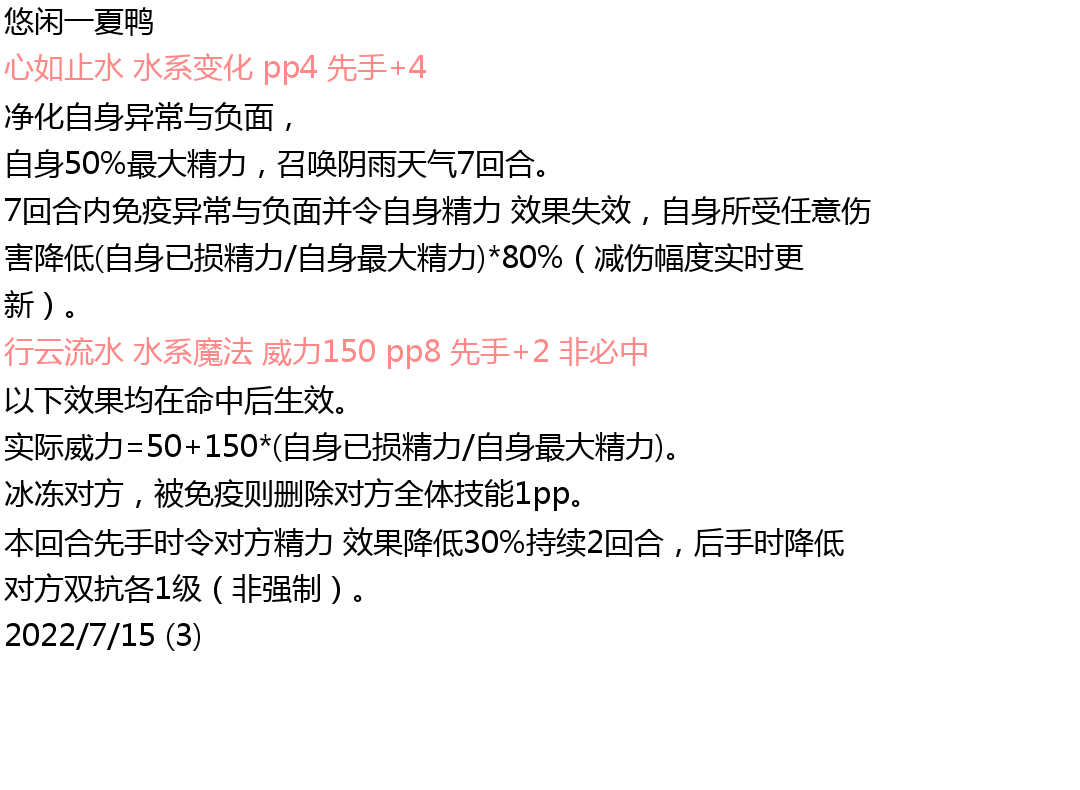 悠闲一夏鸭
心如止水 水系变化 pp4 先手+4
净化自身异常与负面，
自身50%最大精力，召唤阴雨天气7回合。
7回合内免疫异常与负面并令自身精力 效果失效，自身所受任意伤
害降低(自身已损精力/自身最大精力)*80%（减伤幅度实时更
新）。
行云流水 水系魔法 威力150 pp8 先手+2 非必中
以下效果均在命中后生效。
实际威力=50+150*(自身已损精力/自身最大精力)。
冰冻对方，被免疫则删除对方全体技能1pp。
本回合先手时令对方精力 效果降低30%持续2回合，后手时降低
对方双抗各1级（非强制）。
2022/7/15 (3)